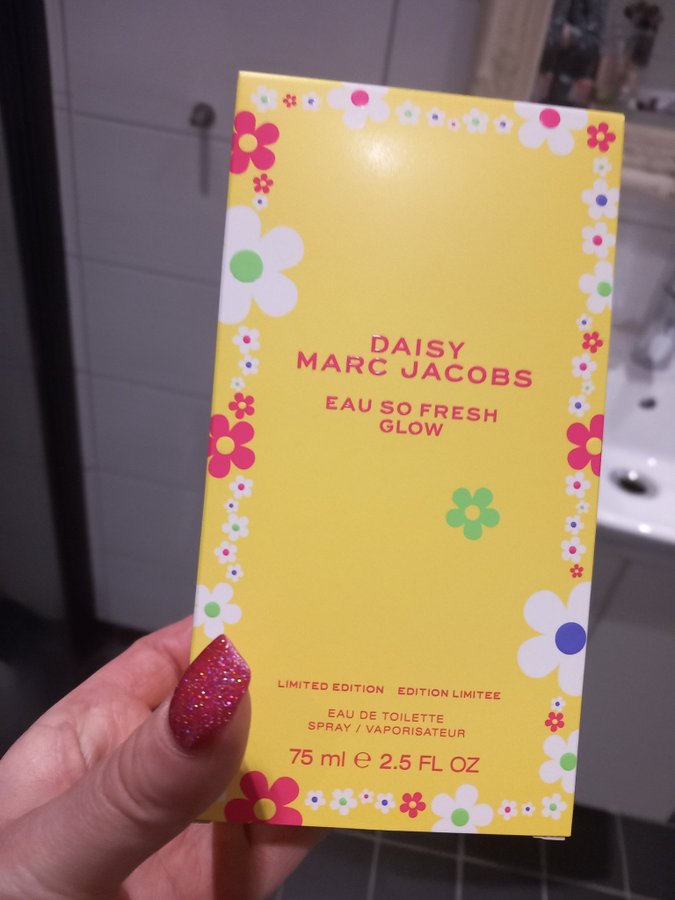 DAISY
MARC JACOBS
EAU SO FRESH
GLOW
LIMITED EDITION EDITION LIMITEE
EAU DE TOILETTE
SPRAY / VAPORISATEUR
75 ml ℮ 2.5 FL OZ